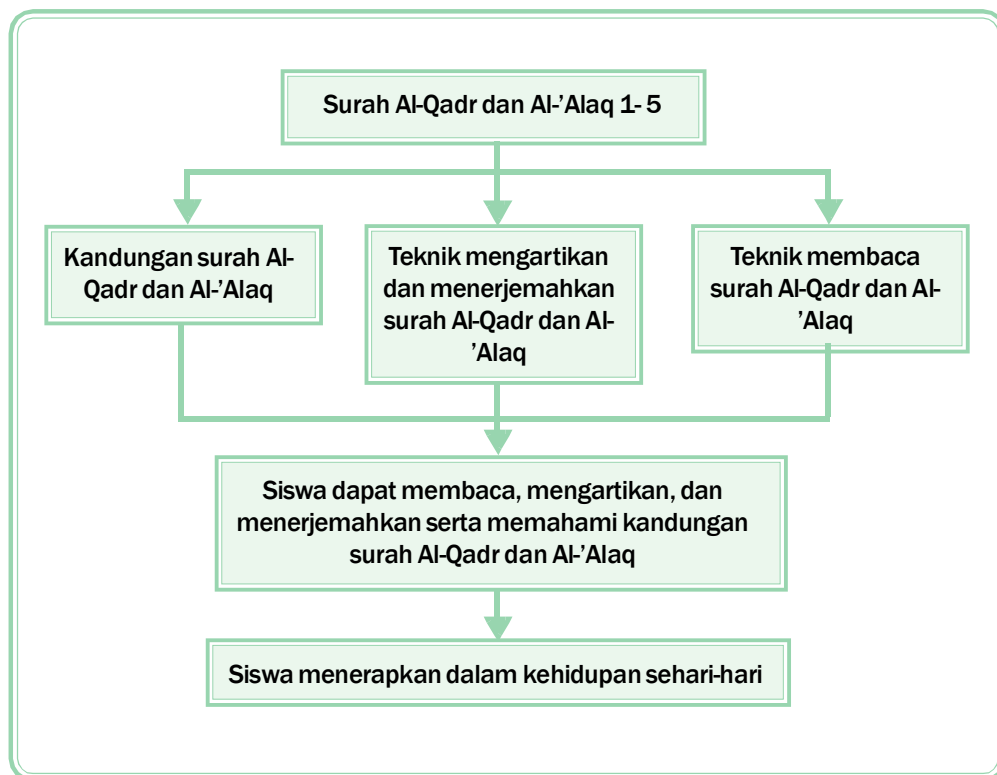 Surah Al-Qadr dan Al-’Alaq 1- 5
Kandungan surah Al-
Qadr dan Al-’Alaq
Teknik mengartikan
dan menerjemahkan
surah Al-Qadr dan Al-
’Alaq
Teknik membaca
surah Al-Qadr dan Al-
’Alaq
Siswa dapat membaca, mengartikan, dan
menerjemahkan serta memahami kandungan
surah Al-Qadr dan Al-’Alaq
Siswa menerapkan dalam kehidupan sehari-hari